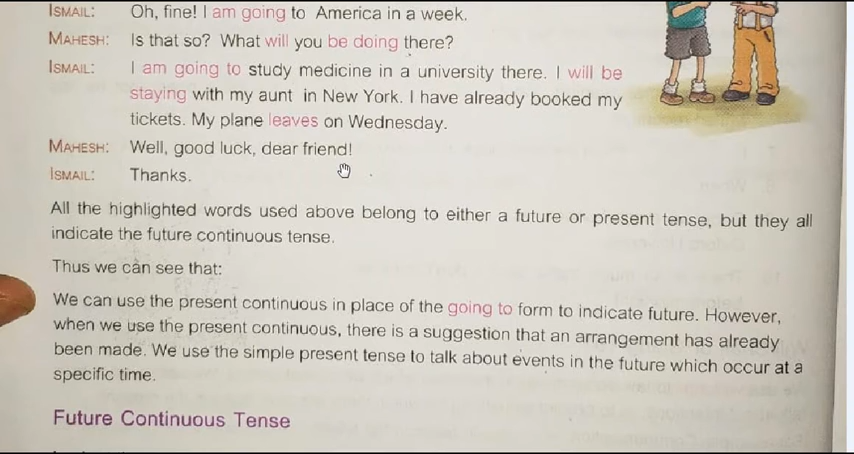 ISMAIL: Oh, fine! I am going to America in a week.
MAHESH: Is that so? What will you be doing there?
ISMAIL: I am going to study medicine in a university there. I will be
staying with my aunt in New York. I have already booked my
tickets. My plane leaves on Wednesday.
MAHESH: Well, good luck, dear friend!
ISMAIL: Thanks.
All the highlighted words used above belong to either a future or present tense, but they all
indicate the future continuous tense.
Thus we can see that:
We can use the present continuous in place of the going to form to indicate future. However,
when we use the present continuous, there is a suggestion that an arrangement has already
been made. We use the simple present tense to talk about events in the future which occur at a
specific time.
Future Continuous Tense